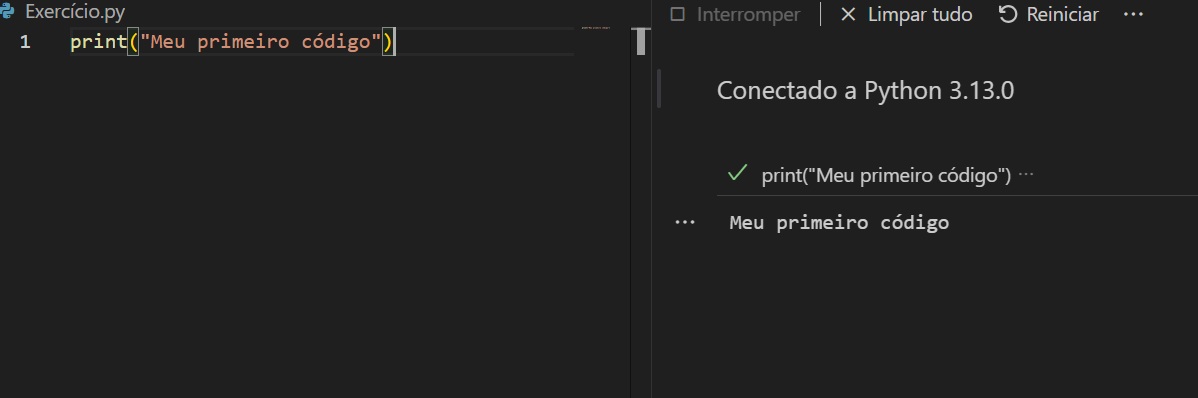 Exercício.py
1 print("Meu primeiro código")
Interromper | Limpar tudo Reiniciar ...
Conectado a Python 3.13.0
print("Meu primeiro código") ...
... Meu primeiro código